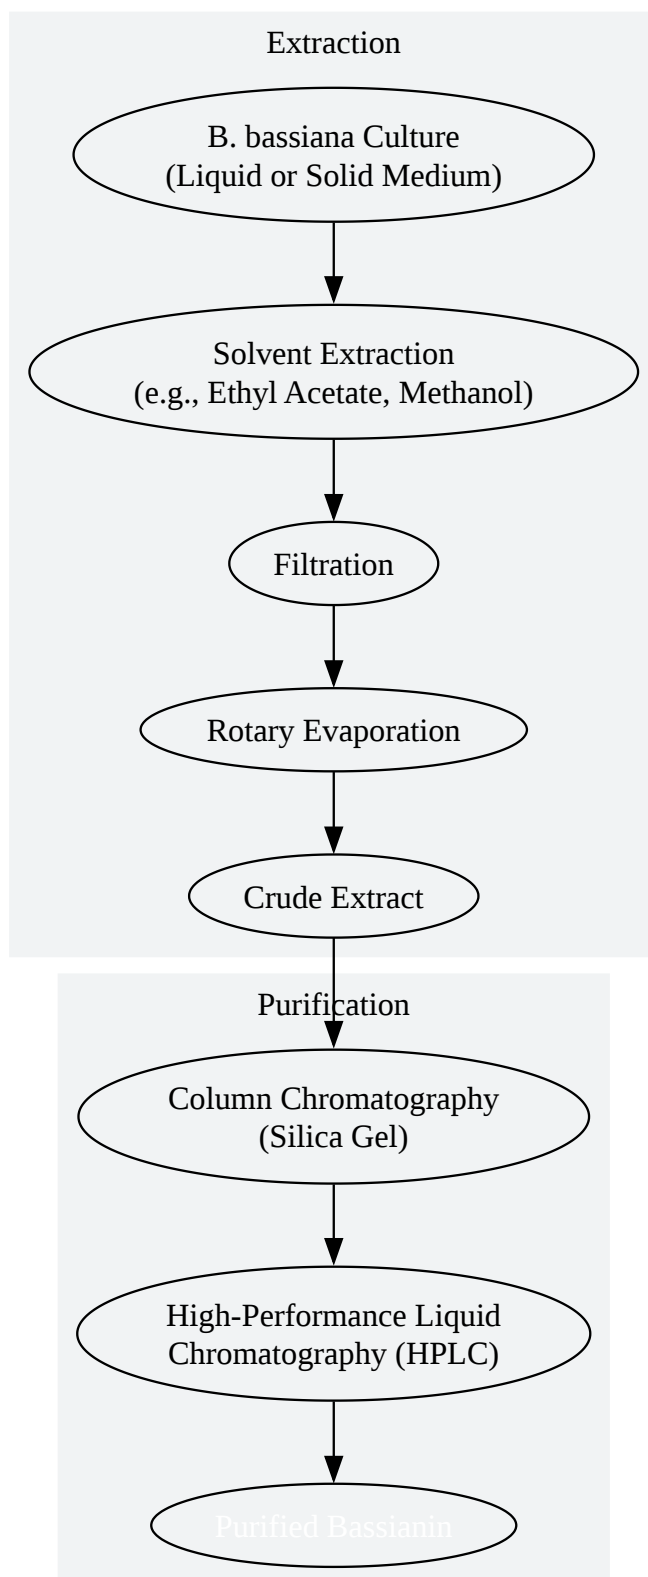 Extraction
B. bassiana Culture
(Liquid or Solid Medium)
Solvent Extraction
(e.g., Ethyl Acetate, Methanol)
Filtration
Rotary Evaporation
Crude Extract
Purification
Column Chromatography
(Silica Gel)
High-Performance Liquid
Chromatography (HPLC)
Purified Bassianin